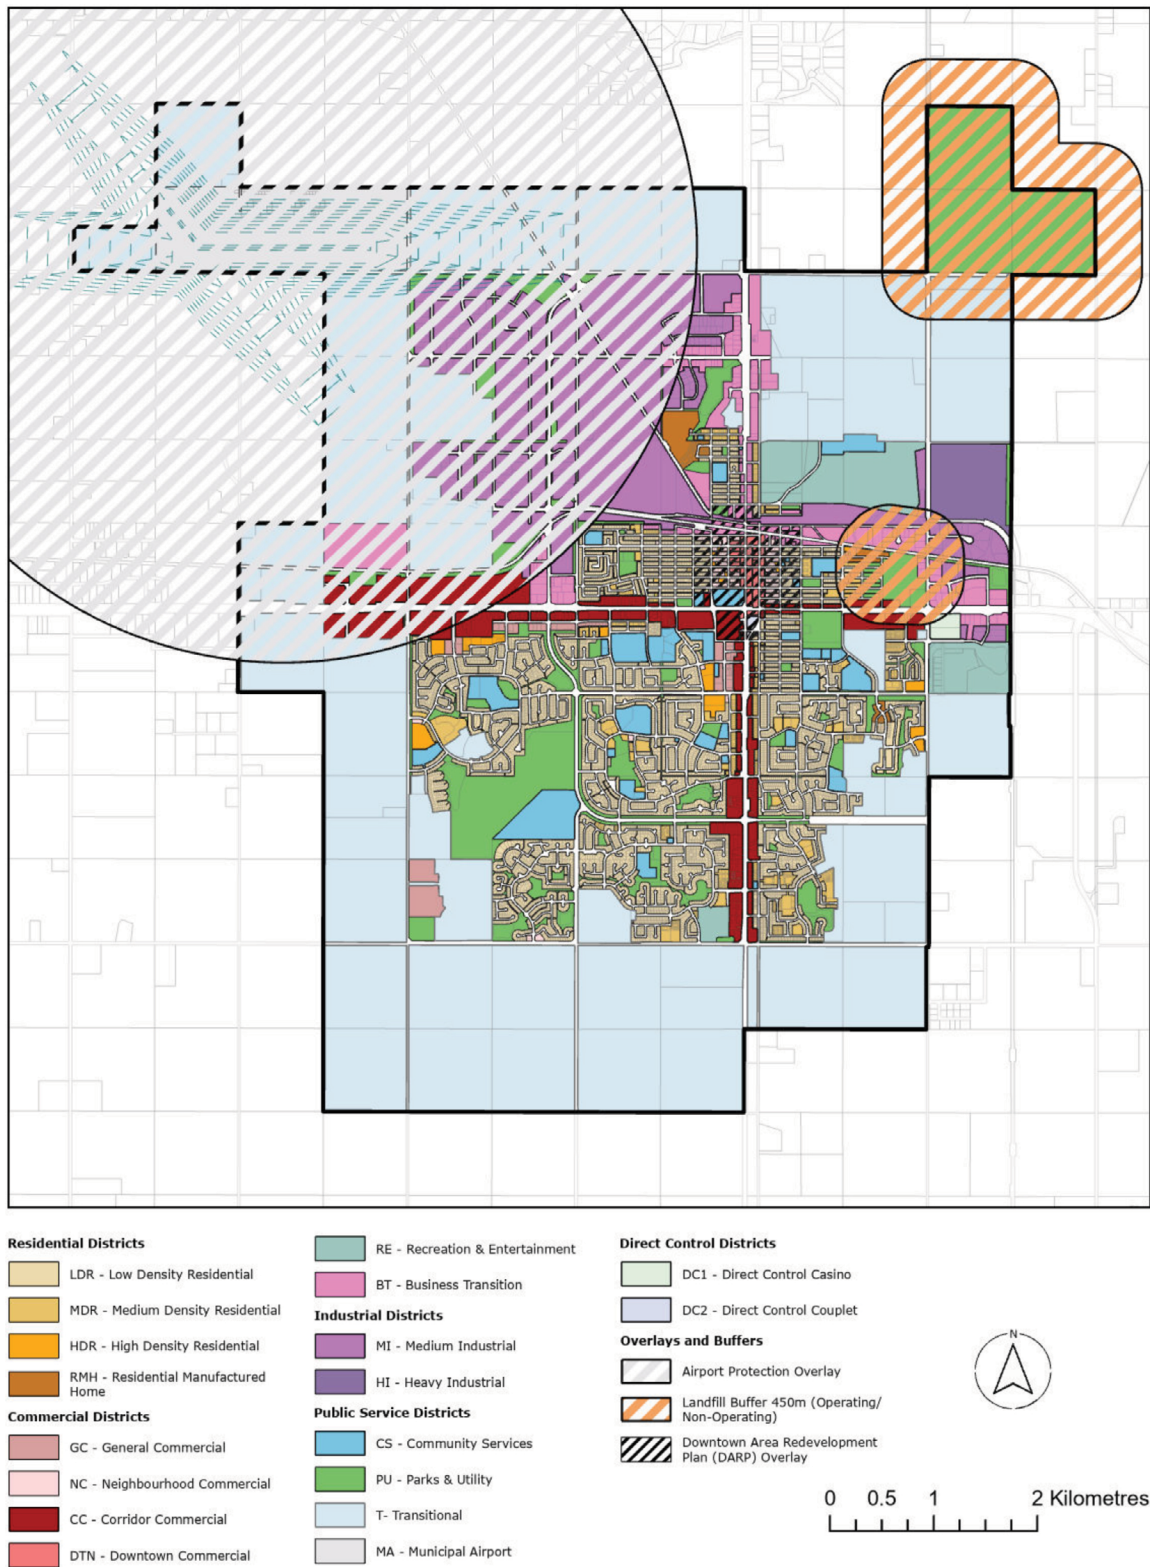 Residential Districts
LDR - Low Density Residential
MDR - Medium Density Residential
HDR - High Density Residential
RMH - Residential Manufactured
Home
Commercial Districts
GC - General Commercial
NC - Neighbourhood Commercial
CC - Corridor Commercial
DTN - Downtown Commercial
RE - Recreation & Entertainment
BT - Business Transition
Industrial Districts
MI - Medium Industrial
HI - Heavy Industrial
Public Service Districts
CS - Community Services
PU - Parks & Utility
T- Transitional
MA - Municipal Airport
Direct Control Districts
DC1 - Direct Control Casino
DC2 - Direct Control Couplet
Overlays and Buffers
Airport Protection Overlay
Landfill Buffer 450m (Operating/
Non-Operating)
Downtown Area Redevelopment
Plan (DARP) Overlay
N
0 0.5 1 2 Kilometres